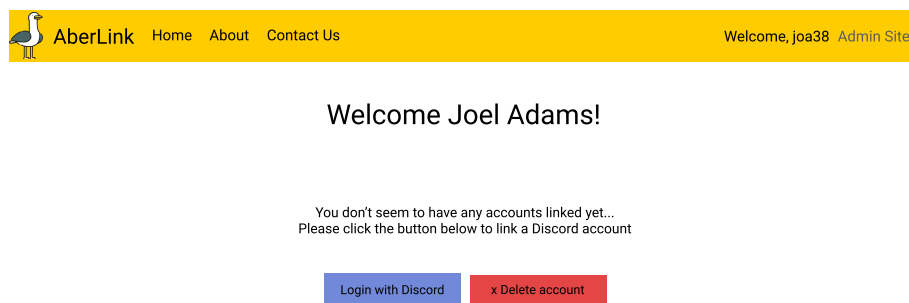 AberLink Home About Contact Us Welcome, joa38 Admin Site
Welcome Joel Adams!
You don’t seem to have any accounts linked yet...
Please click the button below to link a Discord account
Login with Discord x Delete account